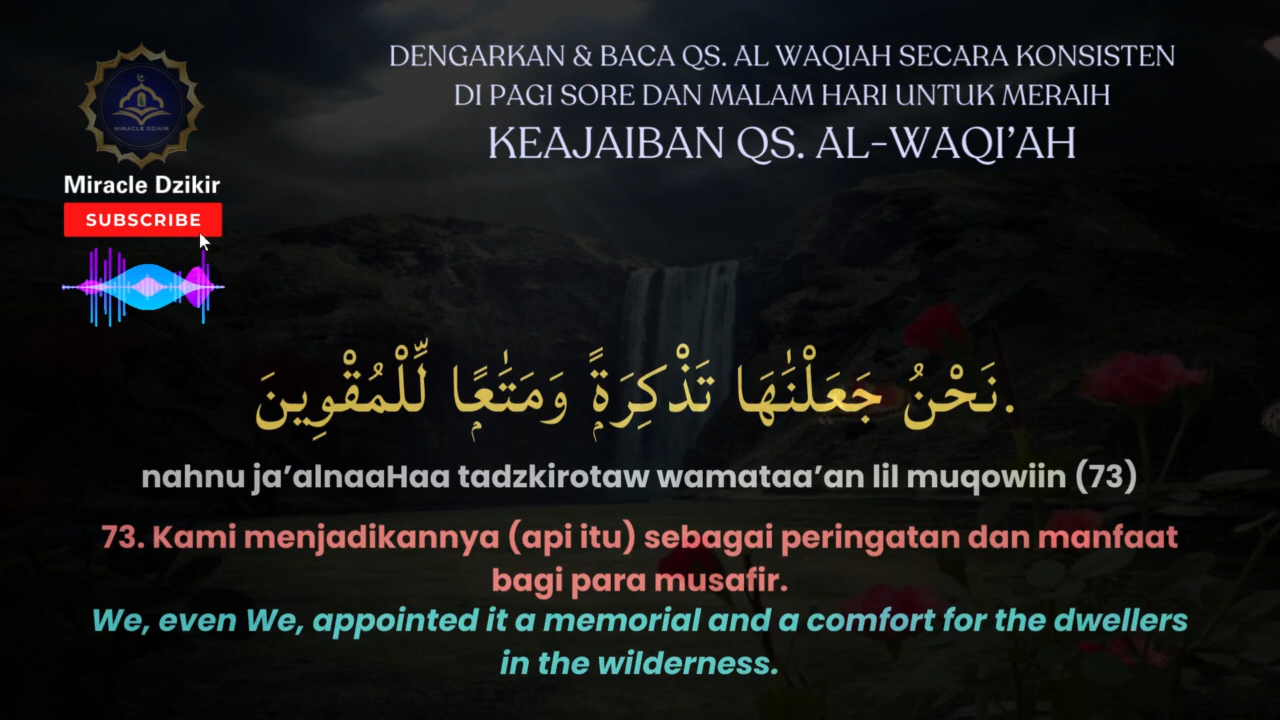 DENGARKAN & BACA QS. AL WAQIAH SECARA KONSISTEN
DI PAGI SORE DAN MALAM HARI UNTUK MERAIH
KEAJAIBAN QS. AL-WAQI'AH
MIRACLE DZIKIR
Miracle Dzikir
SUBSCRIBE
نَحْنُ جَعَلْنَٰهَا تَذْكِرَةًۭ وَمَتَٰعًۭا لِّلْمُقْوِينَ.
nahnu ja’alnaaHaa tadzkirotaw wamataa’an lil muqowiin (73)
73. Kami menjadikannya (api itu) sebagai peringatan dan manfaat
bagi para musafir.
We, even We, appointed it a memorial and a comfort for the dwellers
in the wilderness.